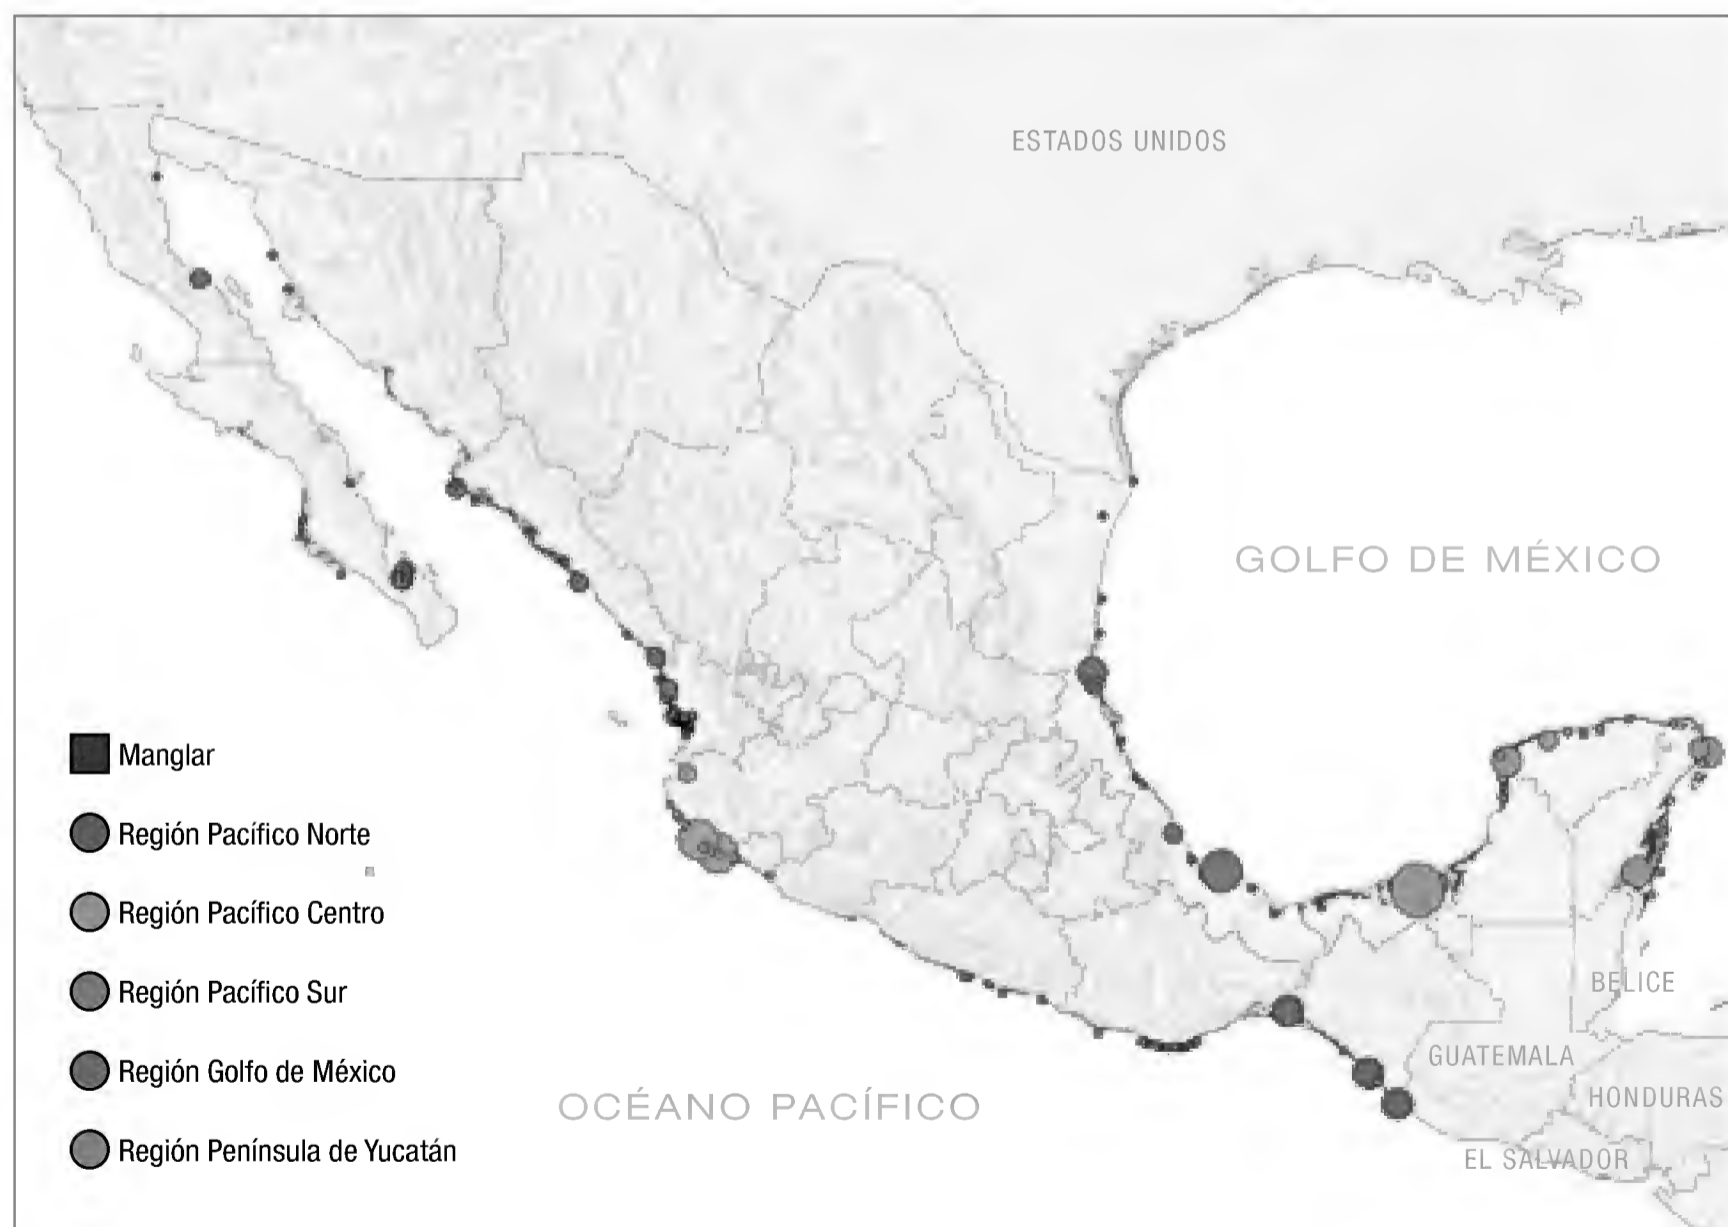 ESTADOS UNIDOS
GOLFO DE MÉXICO
Manglar
Región Pacífico Norte
Región Pacífico Centro
Región Pacífico Sur
Región Golfo de México
Región Península de Yucatán
BELICE
GUATEMALA
HONDURAS
OCÉANO PACÍFICO
EL SALVADOR